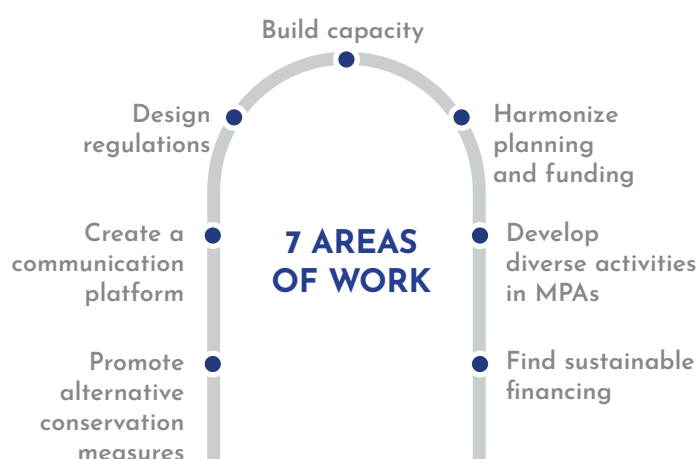 Build capacity
Design
regulations
Harmonize
planning
and funding
Create a
communication
platform
7 AREAS
OF WORK
Develop
diverse activities
in MPAs
Promote
alternative
conservation
measures
Find sustainable
financing